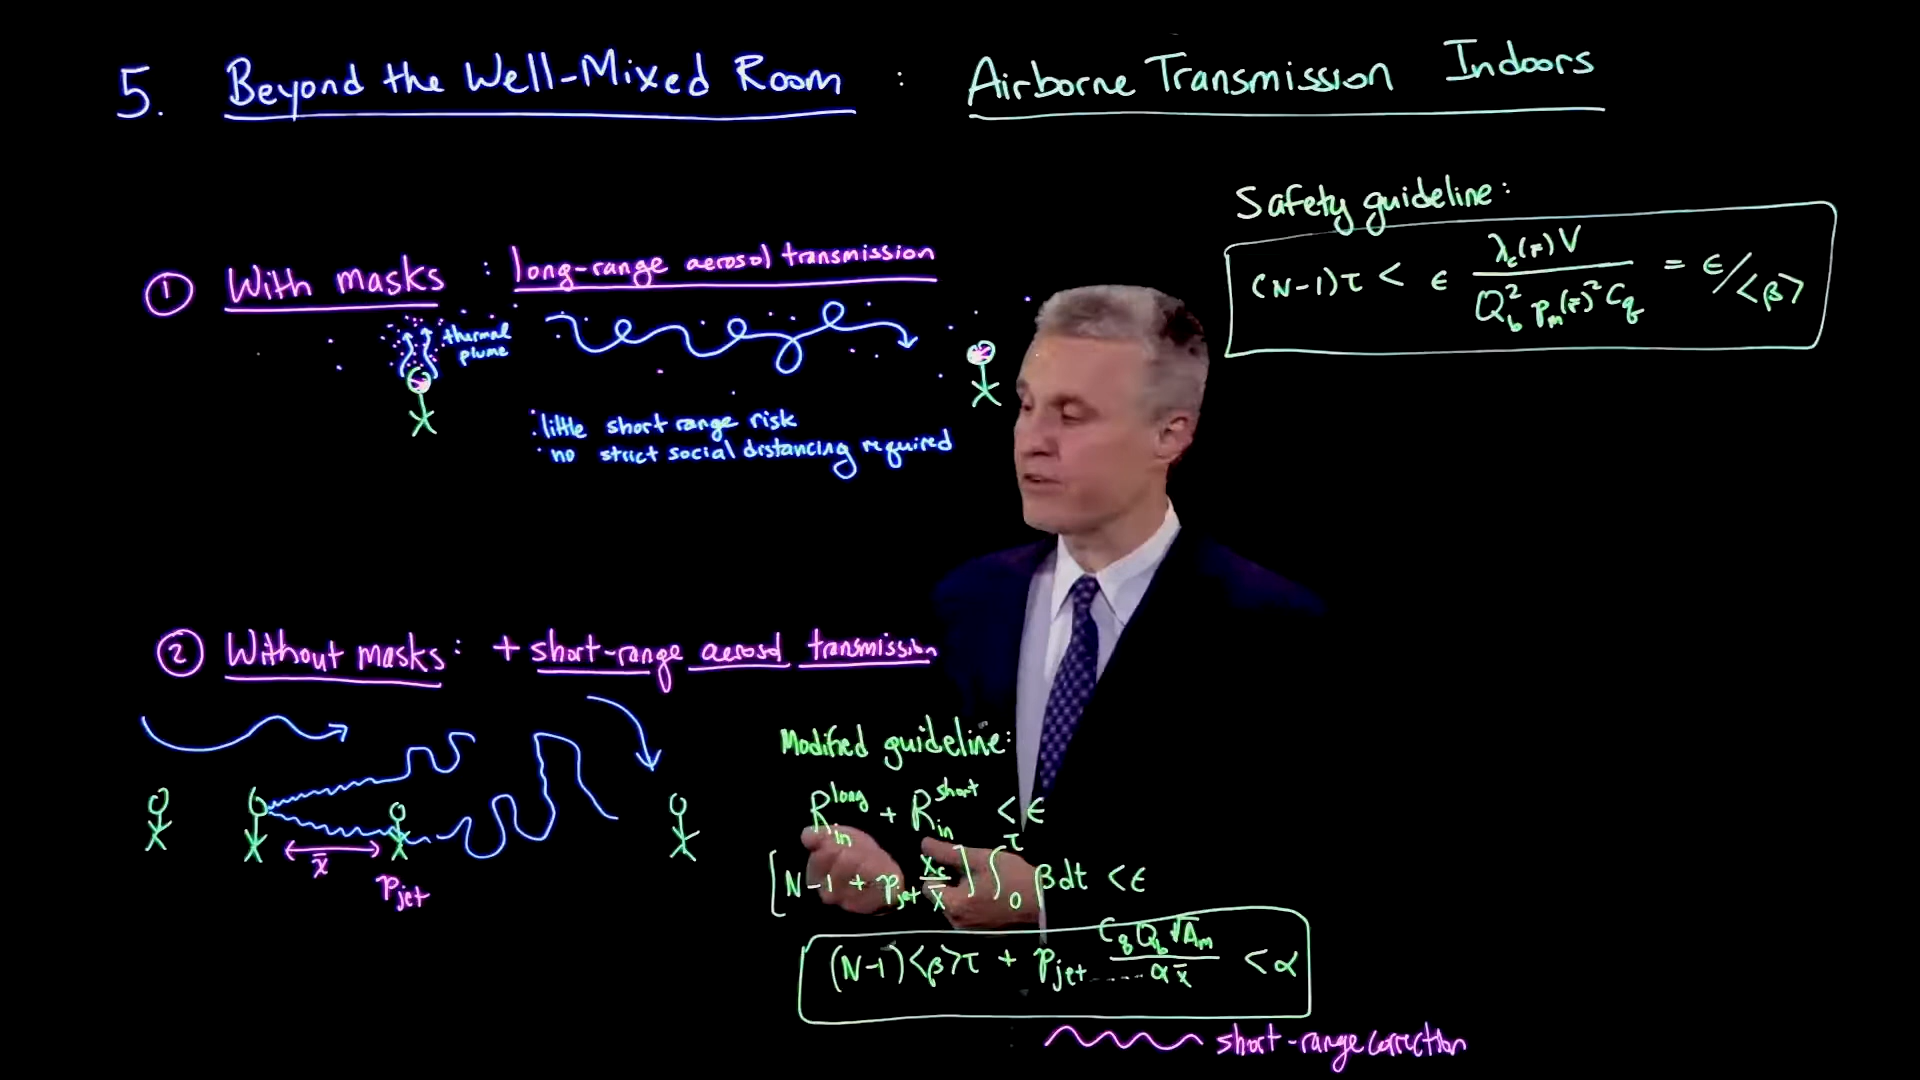 5. Beyond the Well-Mixed Room : Airborne Transmission Indoors
Safety guideline:
(N-1)τ < ϵ λc(r̄)V / Qb² pm(r̄)² Cq = ϵ/<β>
① With masks : long-range aerosol transmission
thermal
plume
· little short range risk
· no strict social distancing required
② Without masks: + short-range aerosol transmission
x̄
Pjet
Modified guideline:
Rin^long + Rin^short < ϵ
[N-1 + Pjet xc/x̄] ∫₀^τ βdt < ϵ
(N-1)<β>τ + Pjet Cq Qb √Am / α x̄ < α
short-range correction